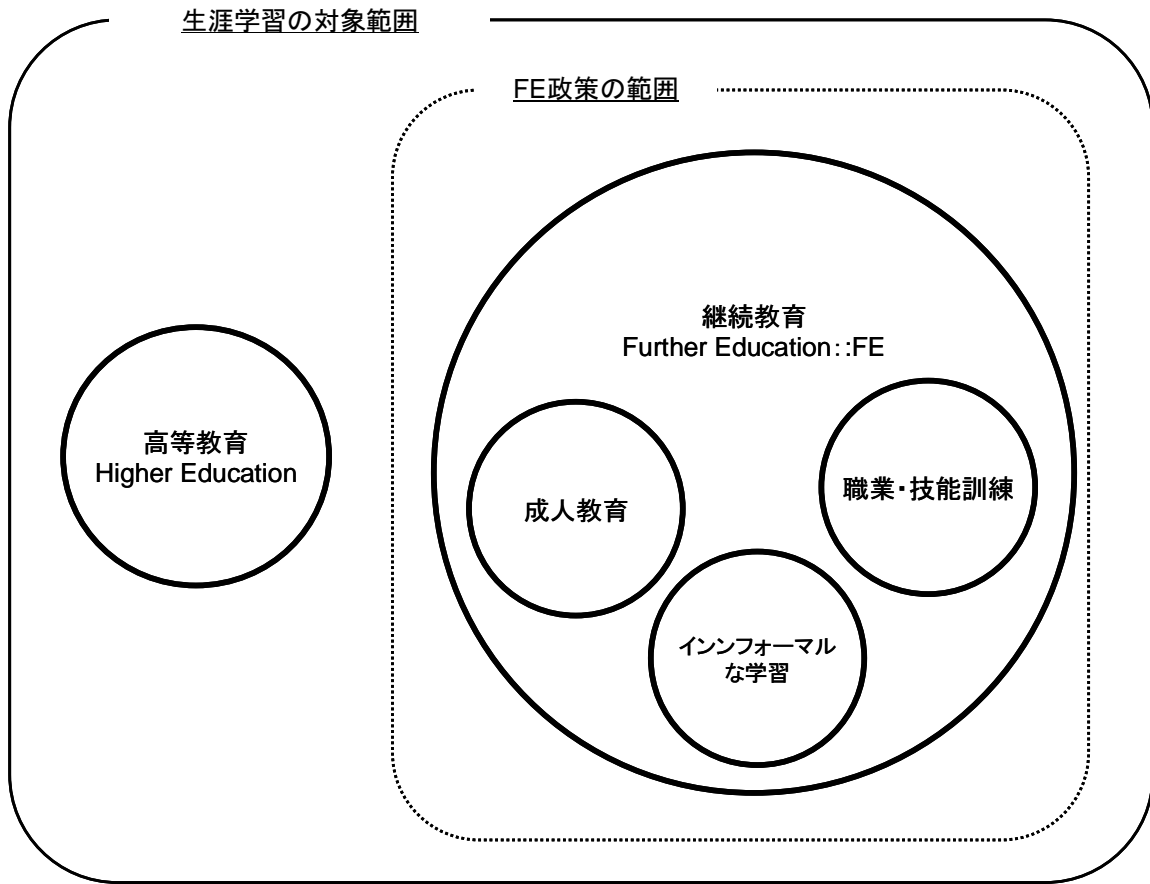 生涯学習の対象範囲
FE政策の範囲
継続教育
Further Education::FE
高等教育
Higher Education
成人教育
職業・技能訓練
インンフォーマル
な学習